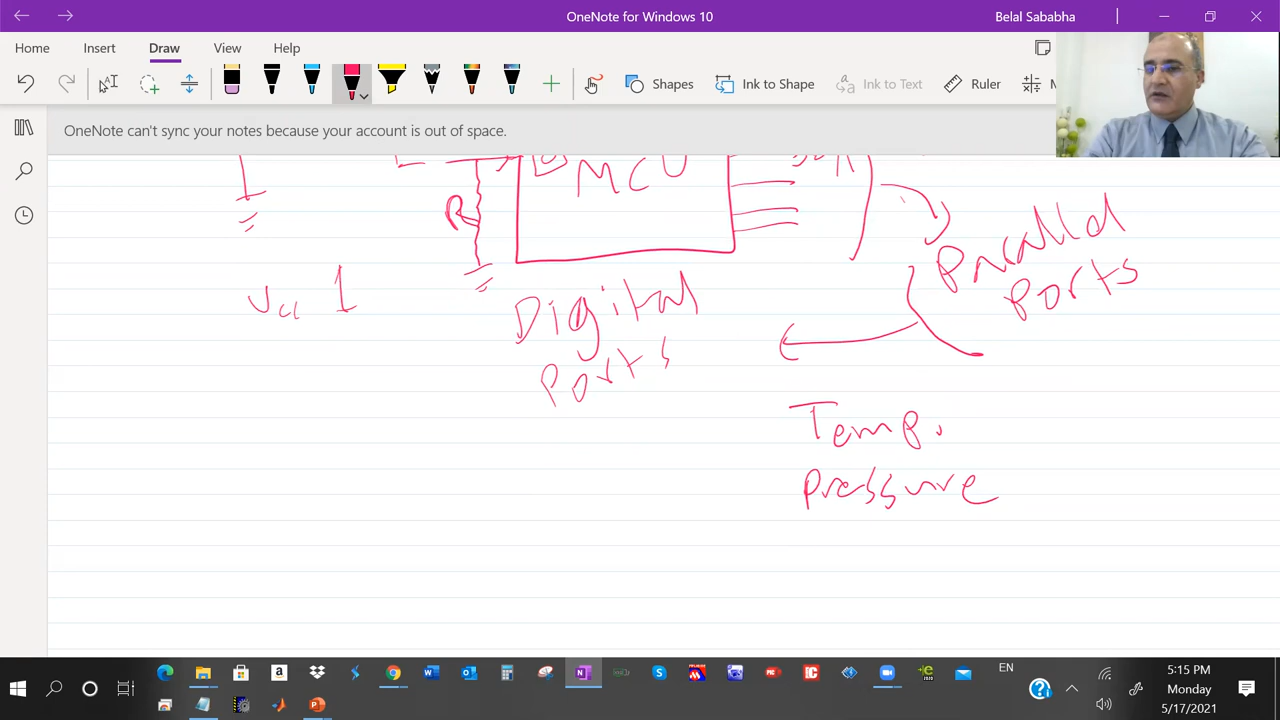 OneNote for Windows 10
Belal Sababha
Home Insert Draw View Help
Shapes Ink to Shape Ink to Text Ruler M
OneNote can't sync your notes because your account is out of space.
MCU
R
Parallel
Ports
Vcc 1
Digital
Ports
Temp.
Pressure
EN
5:15 PM
Monday
5/17/2021